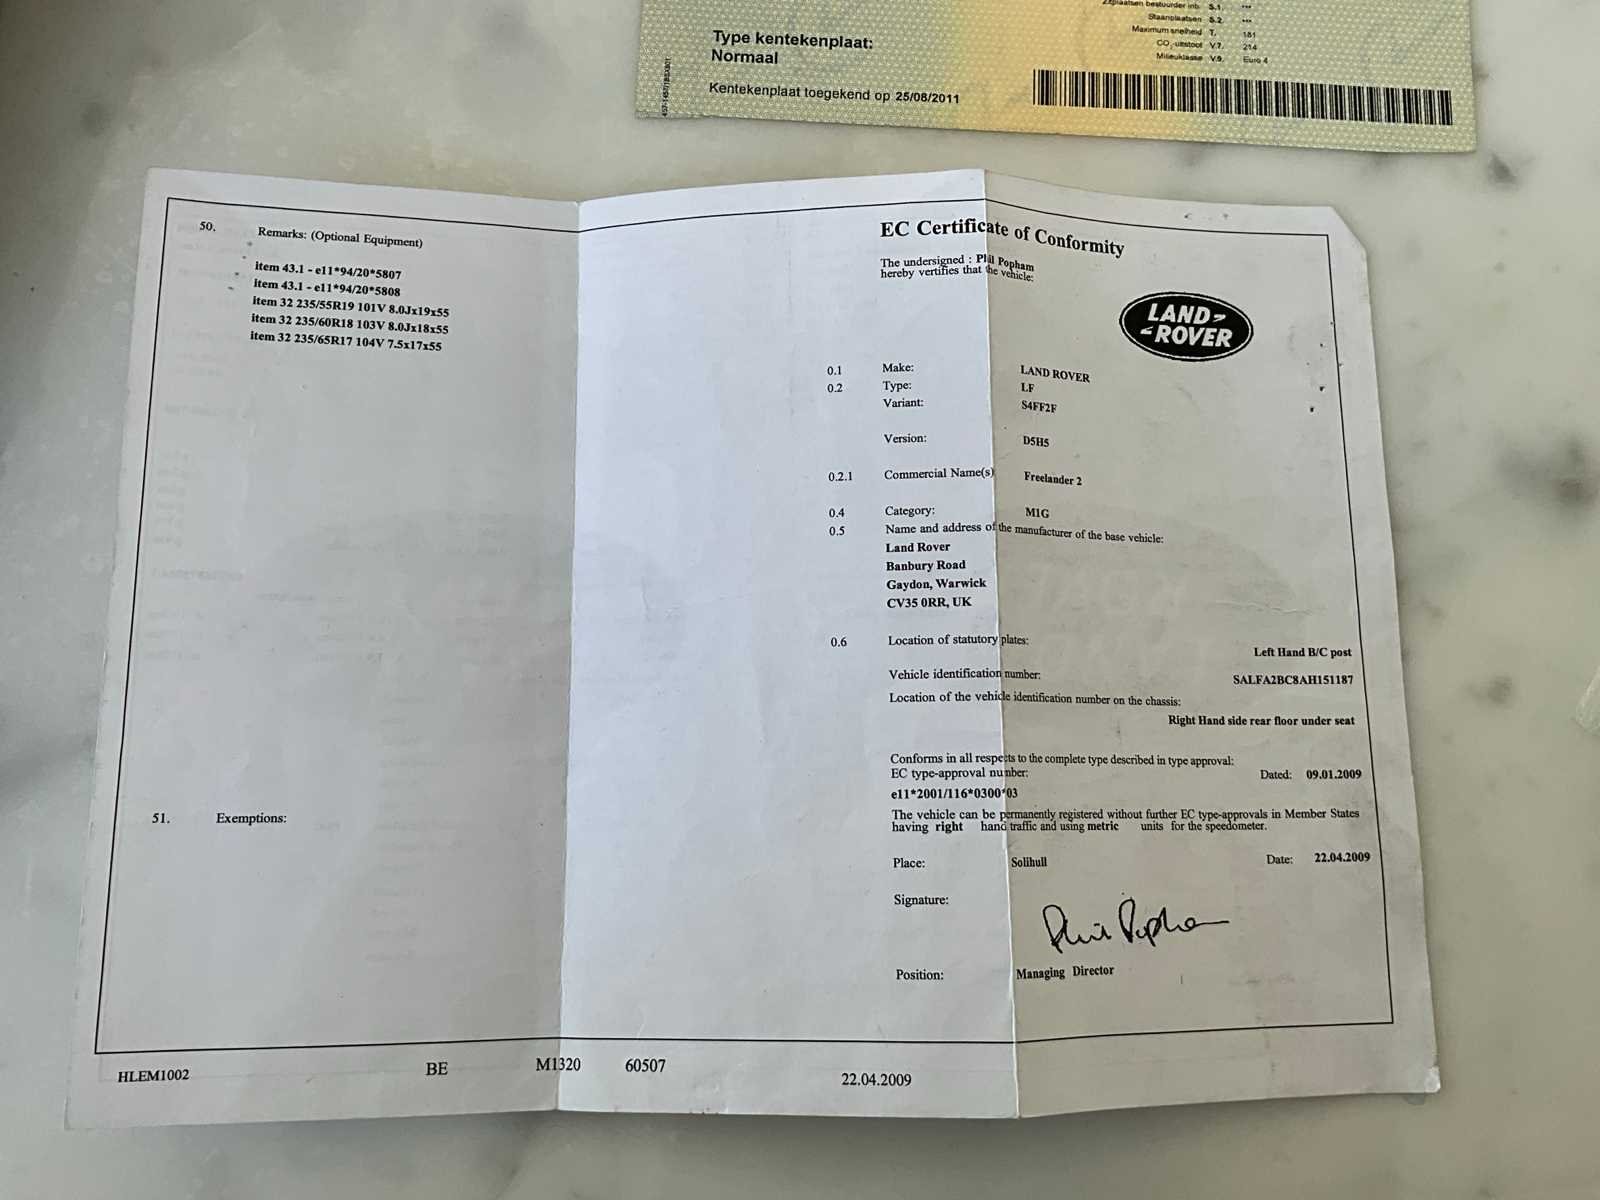 Zitplaatsen bestuurder inb. S.1. ---
Staanplaatsen S.2. ---
Maximum snelheid T. 181
CO₂-uitstoot V.7. 214
Milieuklasse V.9. Euro 4
Type kentekenplaat:
Normaal
Kentekenplaat toegekend op 25/08/2011
50. Remarks: (Optional Equipment)
item 43.1 - e11*94/20*5807
item 43.1 - e11*94/20*5808
item 32 235/55R19 101V 8.0Jx19x55
item 32 235/60R18 103V 8.0Jx18x55
item 32 235/65R17 104V 7.5x17x55
51. Exemptions:
EC Certificate of Conformity
The undersigned : Phil Popham
hereby vertifies that the vehicle:
LAND ROVER
0.1 Make: LAND ROVER
0.2 Type: LF
Variant: S4FF2F
Version: D5H5
0.2.1 Commercial Name(s) Freelander 2
0.4 Category: M1G
0.5 Name and address of the manufacturer of the base vehicle:
Land Rover
Banbury Road
Gaydon, Warwick
CV35 0RR, UK
0.6 Location of statutory plates:
Left Hand B/C post
Vehicle identification number: SALFA2BC8AH151187
Location of the vehicle identification number on the chassis:
Right Hand side rear floor under seat
Conforms in all respects to the complete type described in type approval:
EC type-approval number: Dated: 09.01.2009
e11*2001/116*0300*03
The vehicle can be permanently registered without further EC type-approvals in Member States
having right hand traffic and using metric units for the speedometer.
Place: Solihull Date: 22.04.2009
Signature: Phil Popham
Position: Managing Director
HLEM1002 BE M1320 60507 22.04.2009